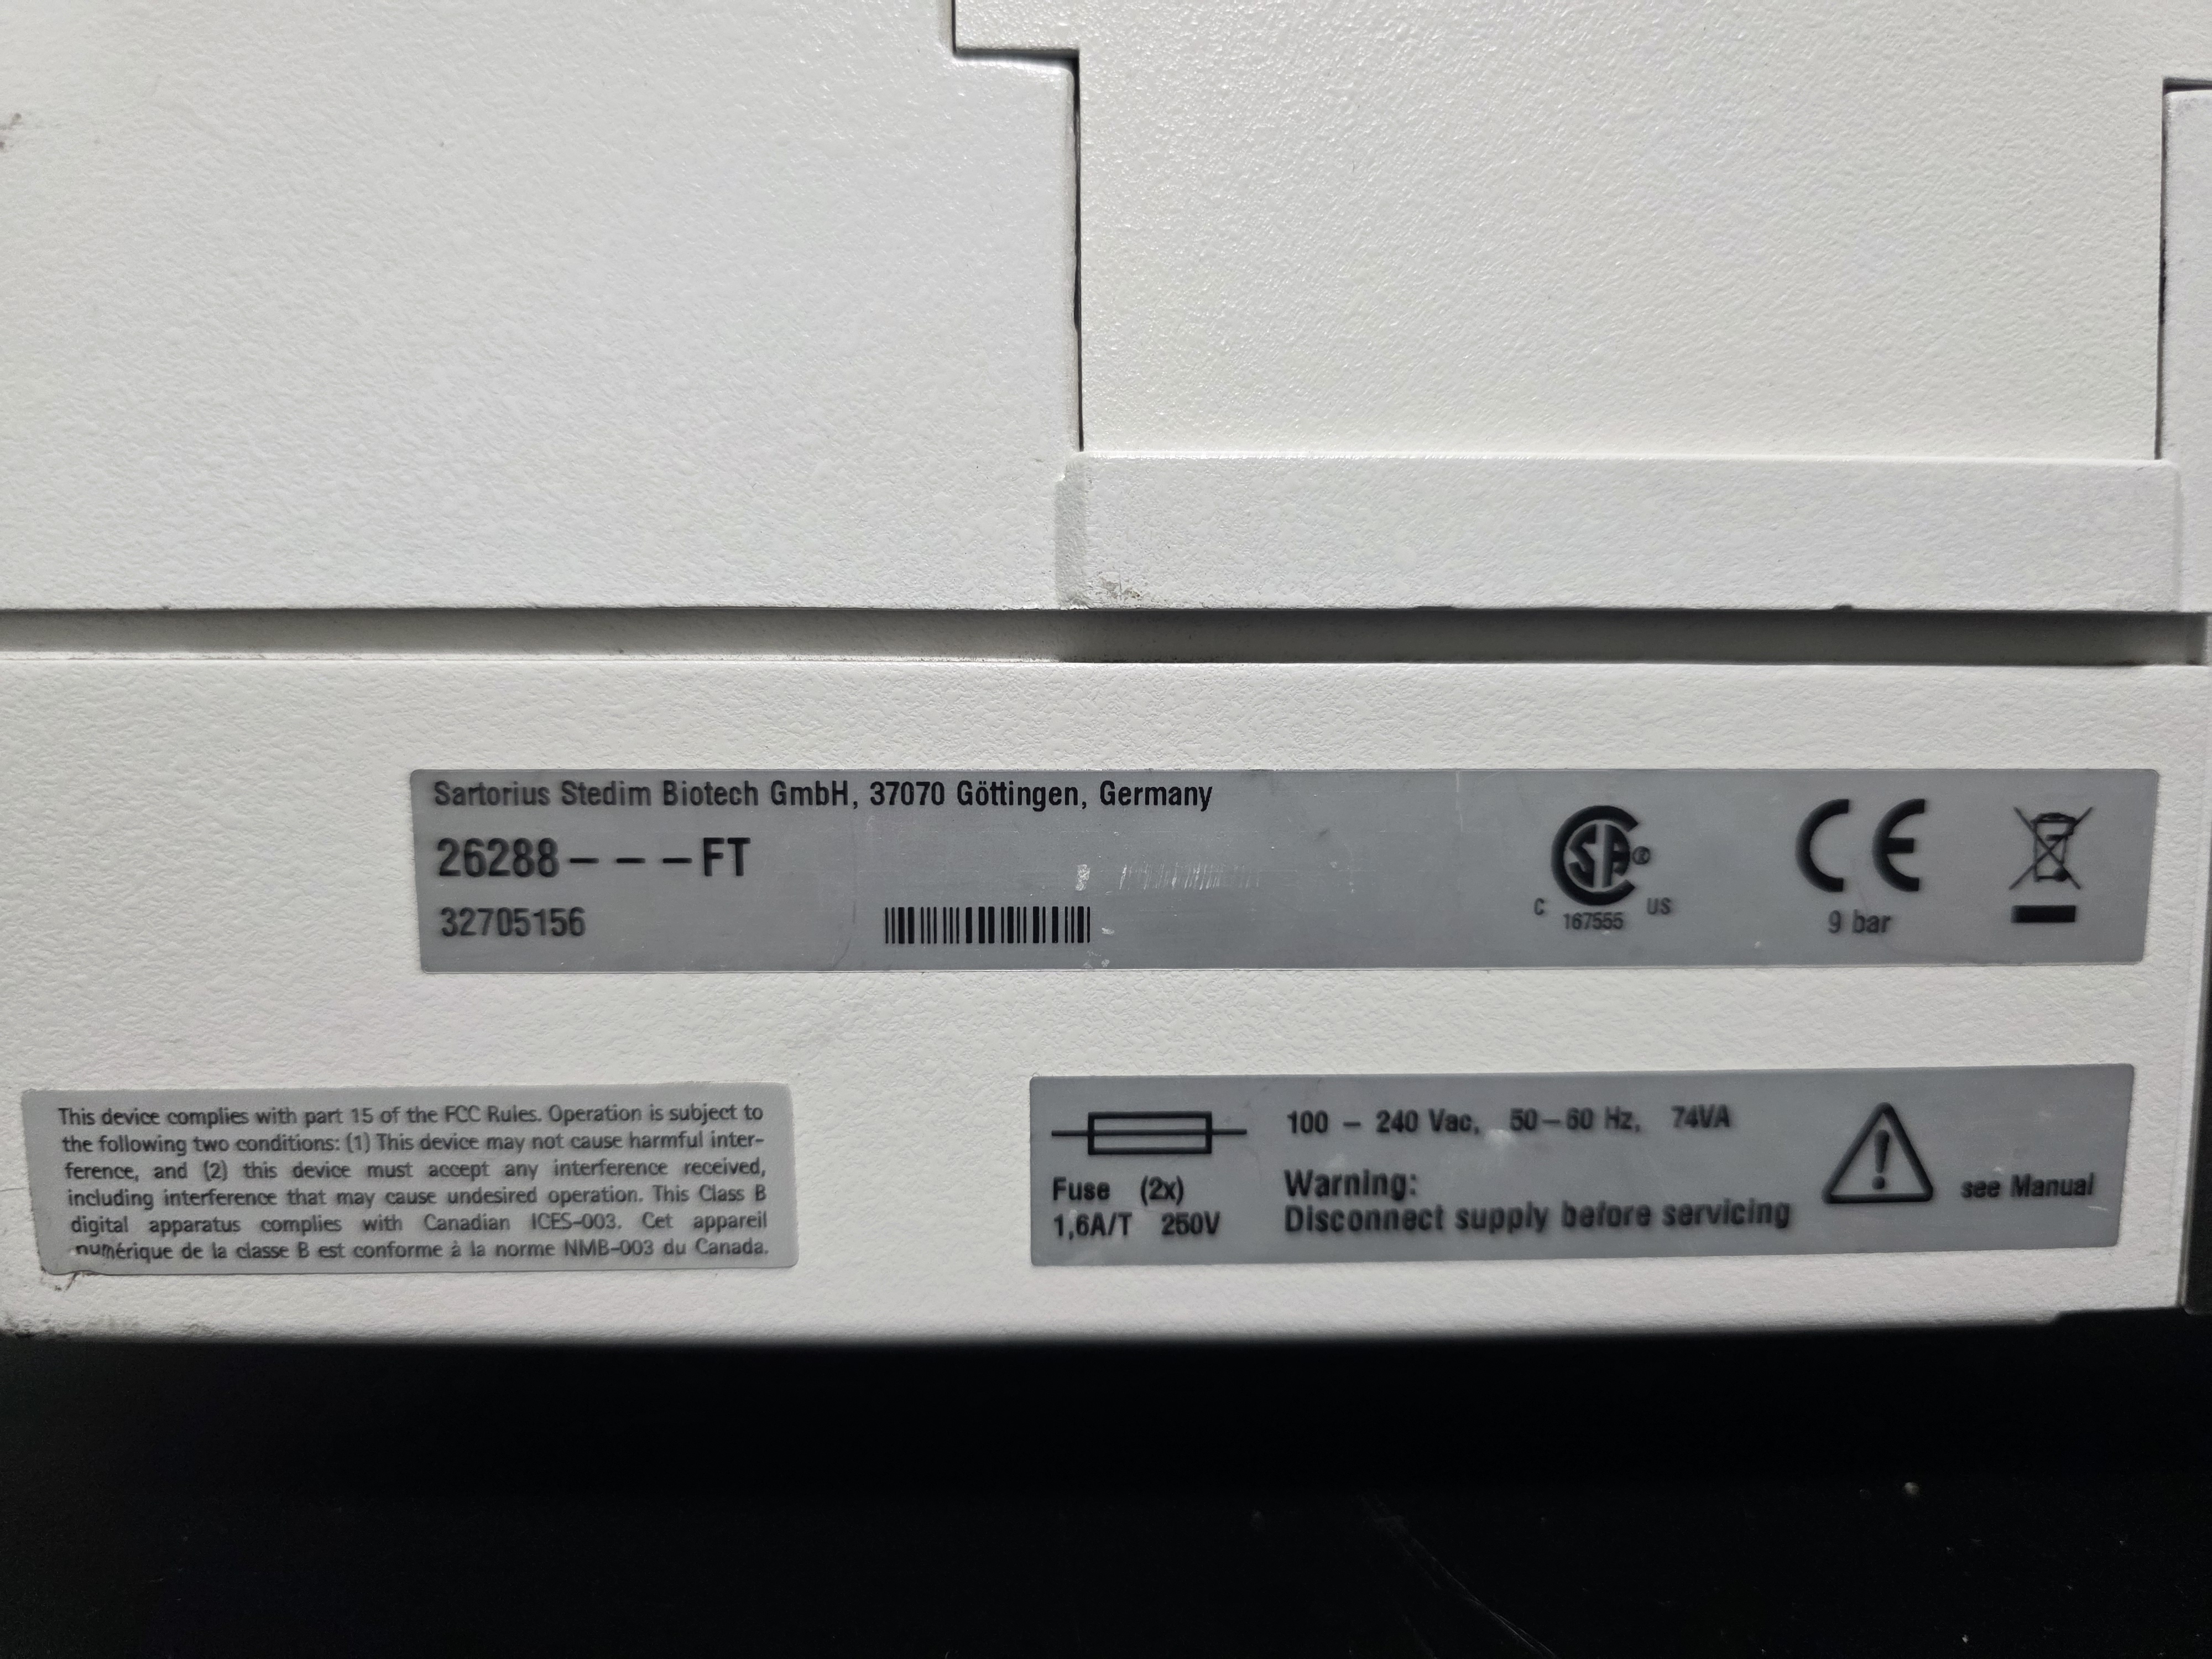 Sartorius Stedim Biotech GmbH, 37070 Göttingen, Germany
26288– – –FT
32705156
CSA®
C 167555 US
CE
9 bar
This device complies with part 15 of the FCC Rules. Operation is subject to
the following two conditions: (1) This device may not cause harmful inter-
ference, and (2) this device must accept any interference received,
including interference that may cause undesired operation. This Class B
digital apparatus complies with Canadian ICES-003. Cet appareil
numérique de la classe B est conforme à la norme NMB-003 du Canada.
Fuse (2x)
1,6A/T 250V
100 – 240 Vac, 50–60 Hz, 74VA
Warning:
Disconnect supply before servicing
! see Manual